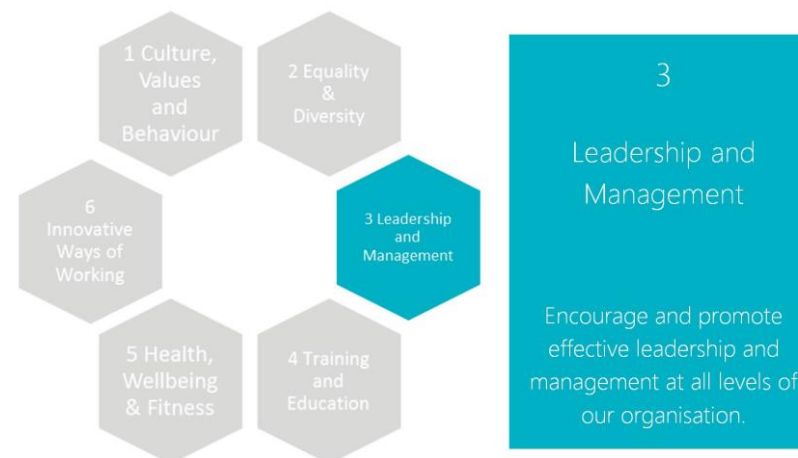 1 Culture,
Values
and
Behaviour
2 Equality
&
Diversity
3 Leadership
and
Management
4 Training
and
Education
5 Health,
Wellbeing
& Fitness
6
Innovative
Ways of
Working
3
Leadership and
Management
Encourage and promote
effective leadership and
management at all levels of
our organisation.